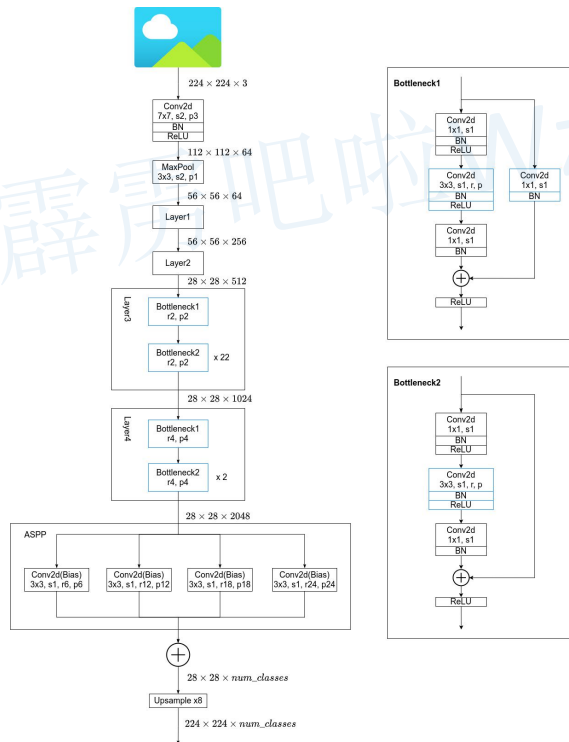 224 × 224 × 3
Conv2d
7x7, s2, p3
BN
ReLU
112 × 112 × 64
MaxPool
3x3, s2, p1
56 × 56 × 64
Layer1
56 × 56 × 256
Layer2
28 × 28 × 512
Layer3
Bottleneck1
r2, p2
Bottleneck2
r2, p2
x 22
28 × 28 × 1024
Layer4
Bottleneck1
r4, p4
Bottleneck2
r4, p4
x 2
28 × 28 × 2048
ASPP
Conv2d(Bias)
3x3, s1, r6, p6
Conv2d(Bias)
3x3, s1, r12, p12
Conv2d(Bias)
3x3, s1, r18, p18
Conv2d(Bias)
3x3, s1, r24, p24
28 × 28 × num_classes
Upsample x8
224 × 224 × num_classes
Bottleneck1
Conv2d
1x1, s1
BN
ReLU
Conv2d
3x3, s1, r, p
BN
ReLU
Conv2d
1x1, s1
BN
Conv2d
1x1, s1
BN
ReLU
Bottleneck2
Conv2d
1x1, s1
BN
ReLU
Conv2d
3x3, s1, r, p
BN
ReLU
Conv2d
1x1, s1
BN
ReLU
霹雳吧啦Wz